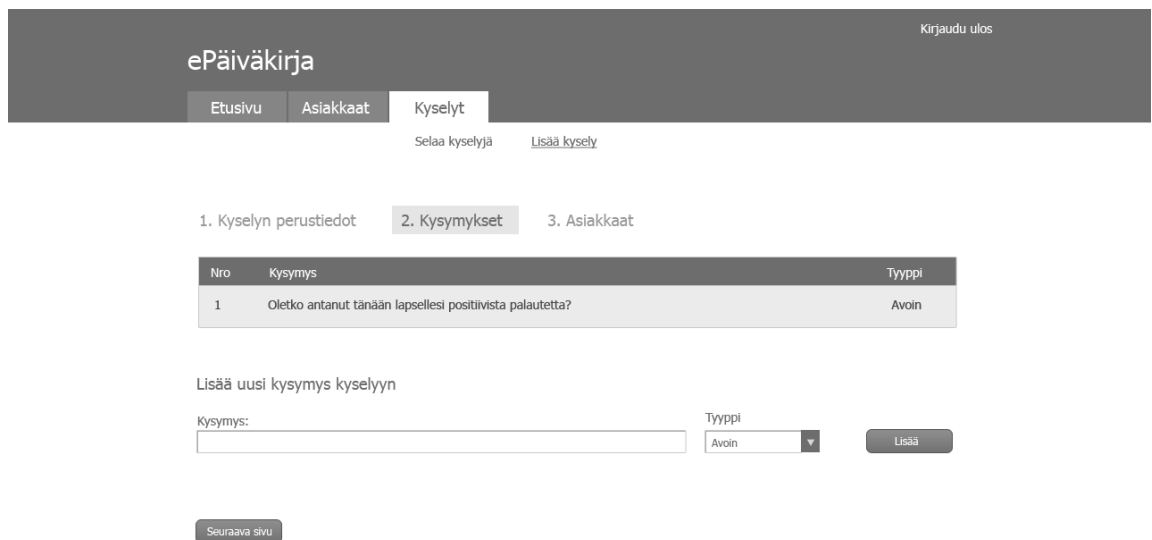 Kirjaudu ulos
ePäiväkirja
Etusivu Asiakkaat Kyselyt
Selaa kyselyjä Lisää kysely
1. Kyselyn perustiedot 2. Kysymykset 3. Asiakkaat
Nro Kysymys Tyyppi
1 Oletko antanut tänään lapsellesi positiivista palautetta? Avoin
Lisää uusi kysymys kyselyyn
Kysymys: Tyyppi
Avoin Lisää
Seuraava sivu